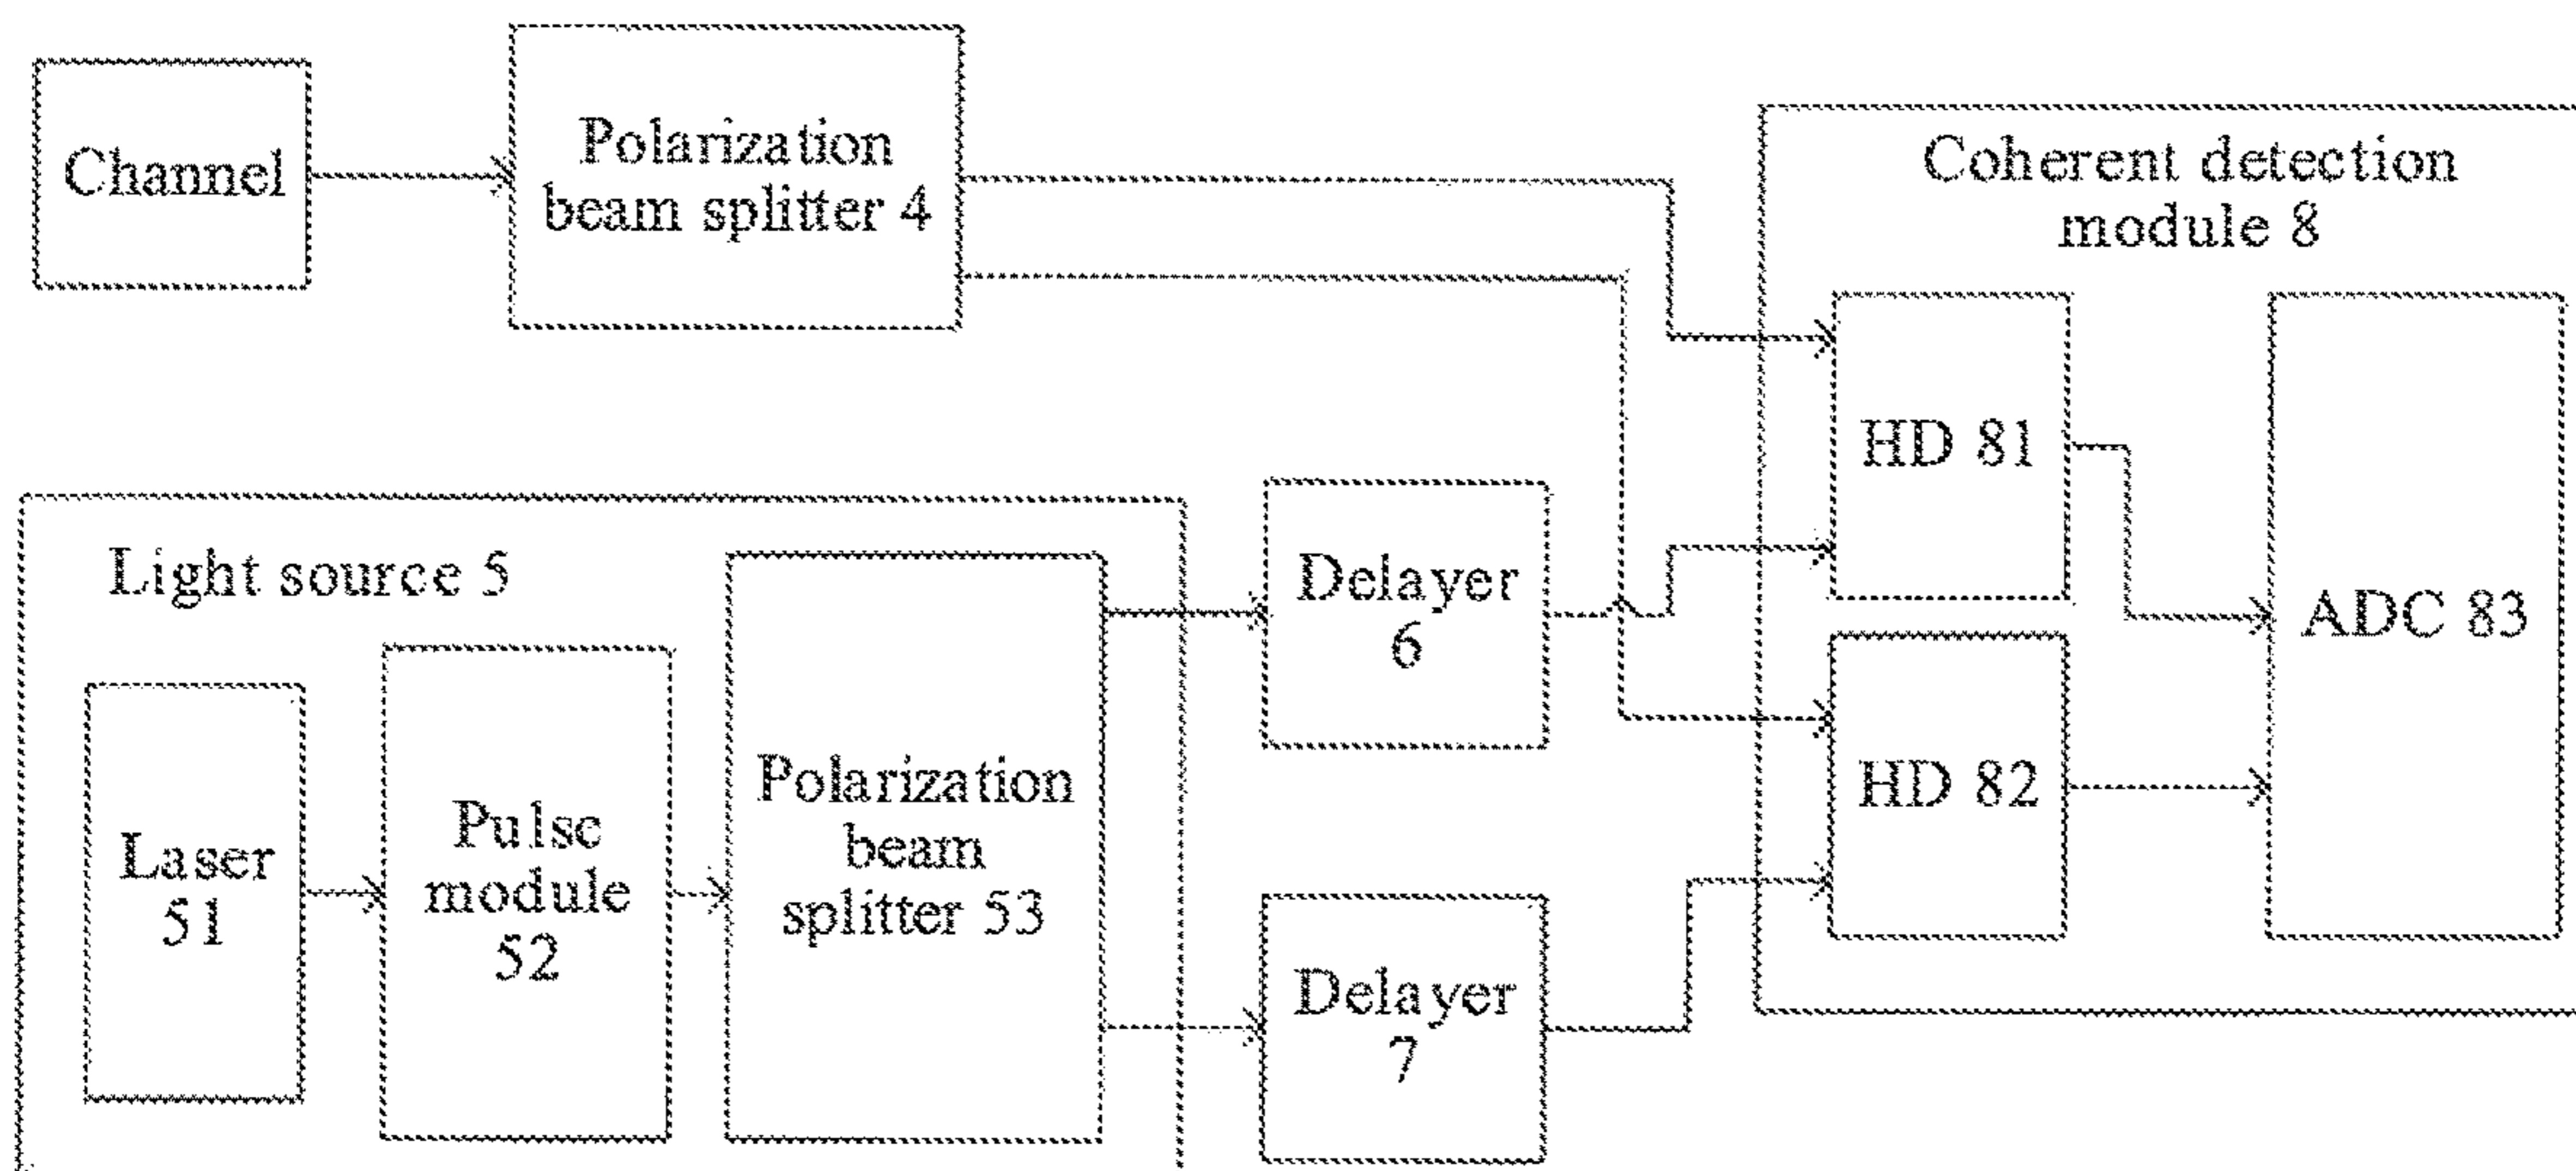 Channel
Polarization
beam splitter 4
Coherent detection
module 8
HD 81
ADC 83
HD 82
Light source 5
Laser
51
Pulse
module
52
Polarization
beam
splitter 53
Delayer
6
Delayer
7